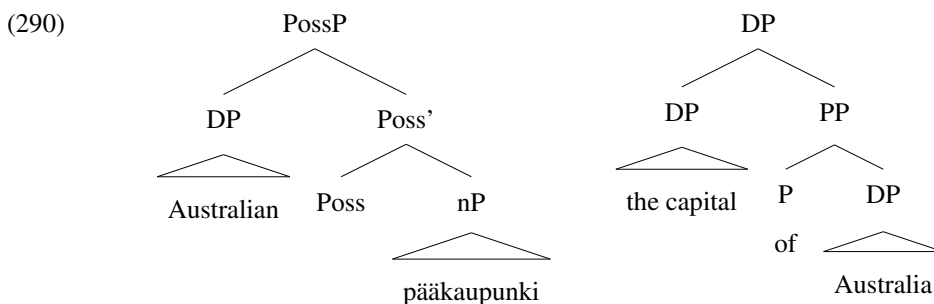 (290) PossP DP
DP Poss’ DP PP
Australian Poss nP the capital P DP
pääkaupunki of Australia